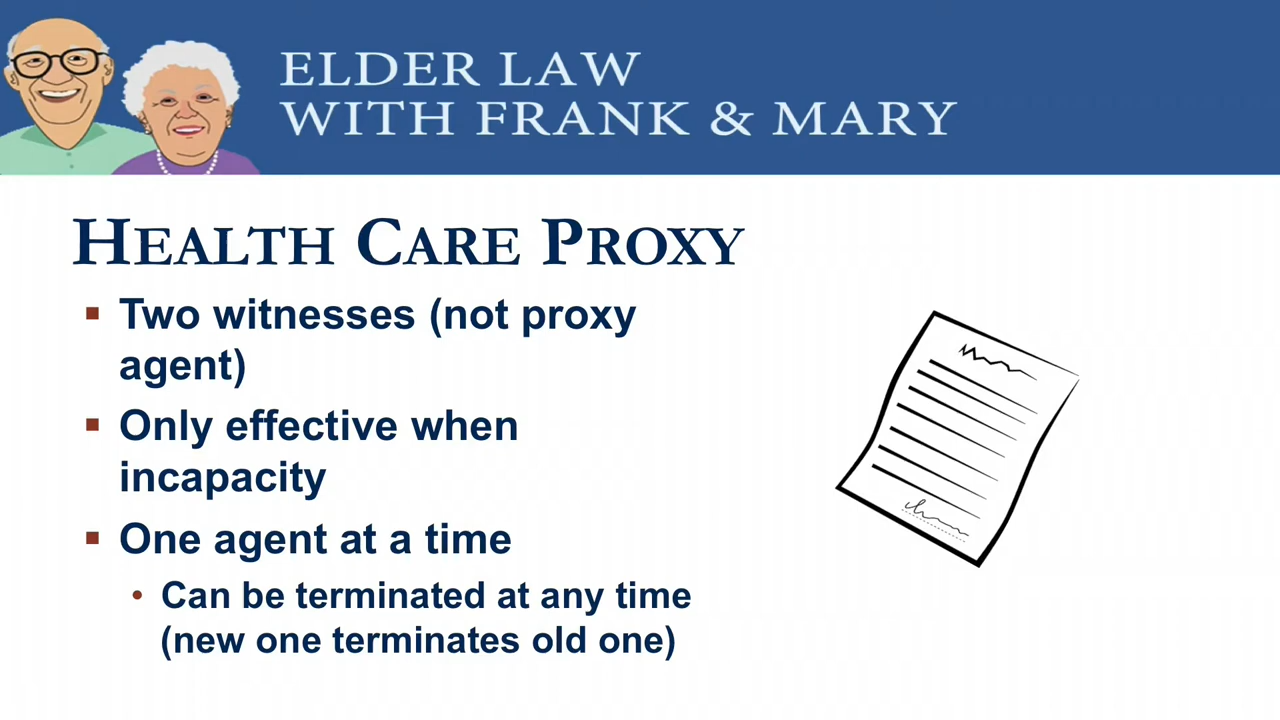 ELDER LAW
WITH FRANK & MARY
HEALTH CARE PROXY
▪ Two witnesses (not proxy
agent)
▪ Only effective when
incapacity
▪ One agent at a time
• Can be terminated at any time
(new one terminates old one)